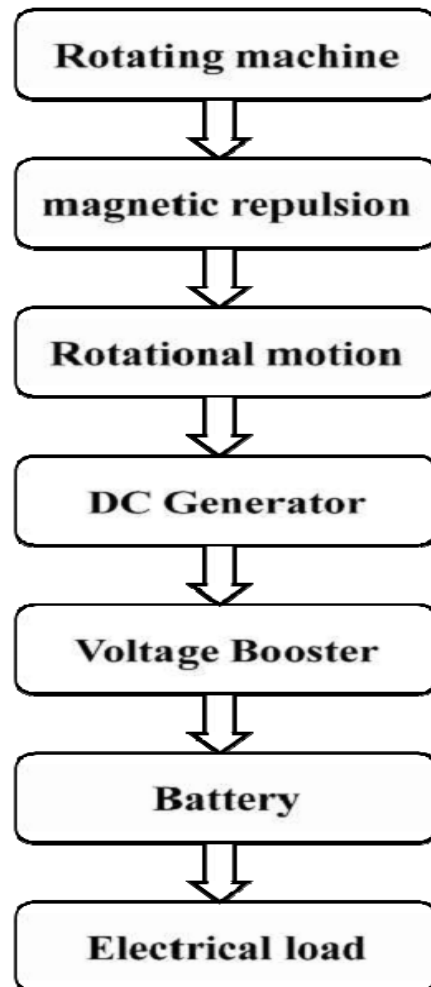 Rotating machine
magnetic repulsion
Rotational motion
DC Generator
Voltage Booster
Battery
Electrical load